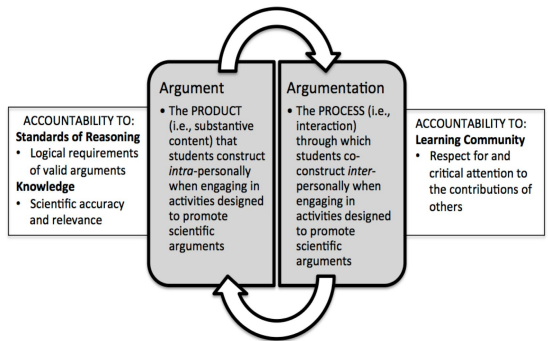 ACCOUNTABILITY TO:
Standards of Reasoning
• Logical requirements
of valid arguments
Knowledge
• Scientific accuracy
and relevance
Argument
• The PRODUCT
(i.e., substantive
content) that
students construct
intra-personally
when engaging in
activities designed
to promote
scientific
arguments
Argumentation
• The PROCESS (i.e.,
interaction)
through which
students co-
construct inter-
personally when
engaging in
activities designed
to promote
scientific
arguments
ACCOUNTABILITY TO:
Learning Community
• Respect for and
critical attention to
the contributions of
others